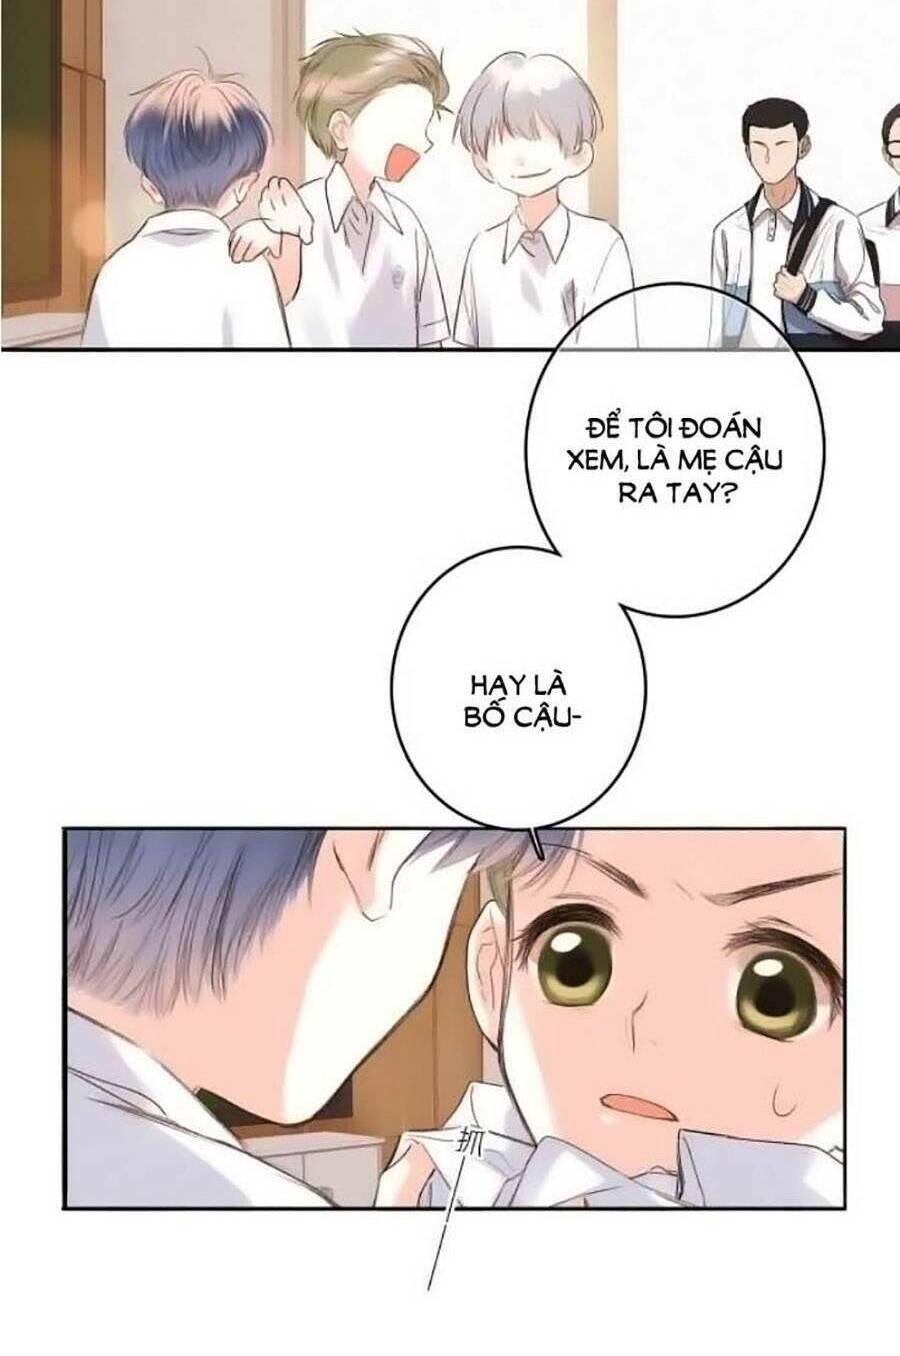 ĐỂ TÔI ĐOÁN
XEM, LÀ MẸ CẬU
RA TAY?
HAY LÀ
BỐ CẬU-
抓